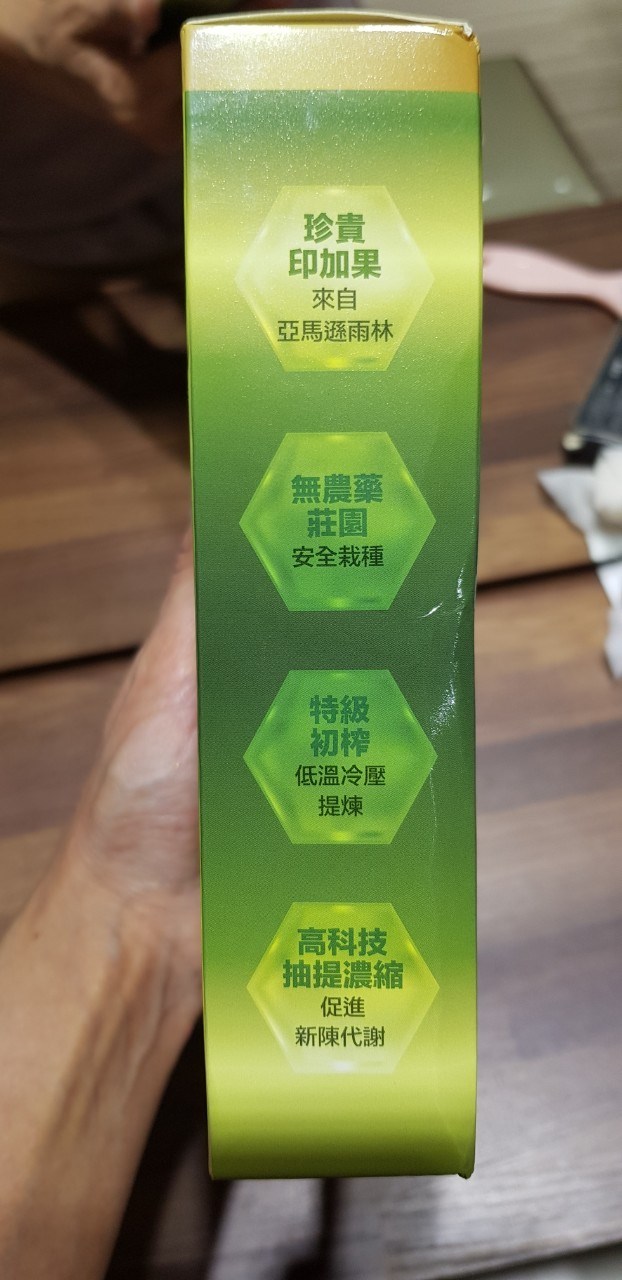 珍貴
印加果
來自
亞馬遜雨林
無農藥
莊園
安全栽種
特級
初榨
低溫冷壓
提煉
高科技
抽提濃縮
促進
新陳代謝